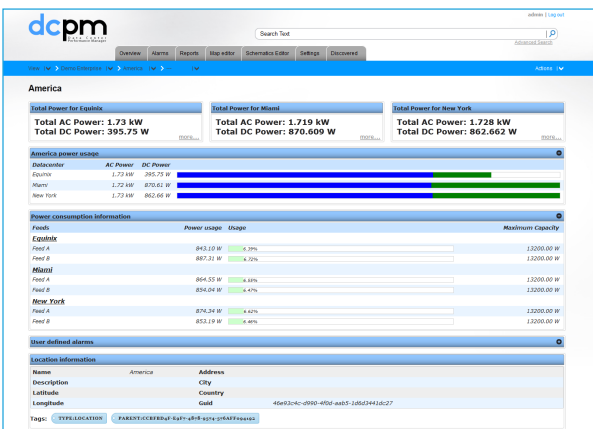 admin | Log out
dcpm
Data Center
Performance Manager
Search Text
Advanced Search
Overview Alarms Reports Map editor Schematics Editor Settings Discovered
View Demo Enterprise America --
Actions
America
Total Power for Equinix Total Power for Miami Total Power for New York
Total AC Power: 1.73 kW Total AC Power: 1.719 kW Total AC Power: 1.728 kW
Total DC Power: 395.75 W Total DC Power: 870.609 W Total DC Power: 862.662 W
more... more... more...
America power usage
Datacenter AC Power DC Power
Equinix 1.73 kW 395.75 W
Miami 1.72 kW 870.61 W
New York 1.73 kW 862.66 W
Power consumption information
Feeds Power usage Usage Maximum Capacity
Equinix
Feed A 843.10 W 6.39% 13200.00 W
Feed B 887.31 W 6.72% 13200.00 W
Miami
Feed A 864.55 W 6.55% 13200.00 W
Feed B 854.04 W 6.47% 13200.00 W
New York
Feed A 874.34 W 6.62% 13200.00 W
Feed B 853.19 W 6.46% 13200.00 W
User defined alarms
Location information
Name America Address
Description City
Latitude Country
Longitude Guid 46e93c4c-d990-4f0d-aab5-1d6d3441dc27
Tags: TYPE:LOCATION